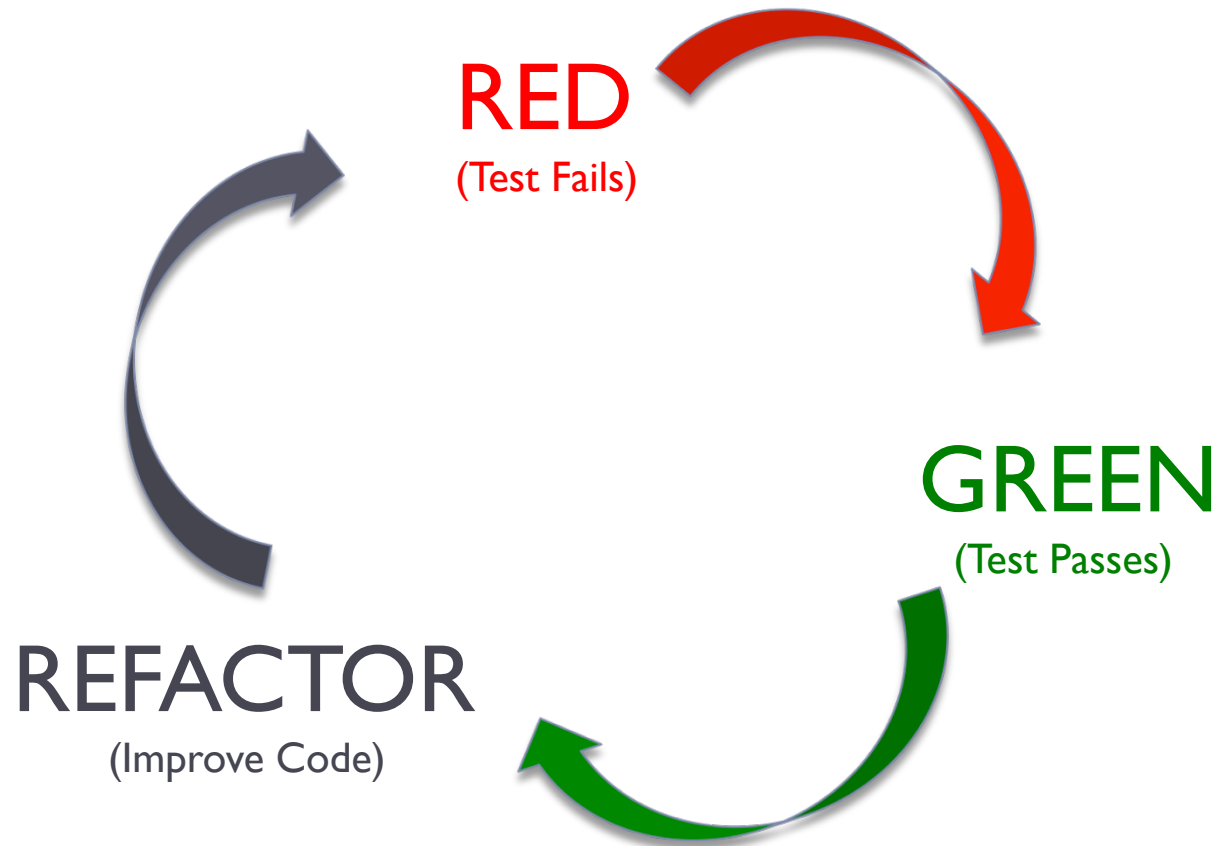 RED
(Test Fails)
GREEN
(Test Passes)
REFACTOR
(Improve Code)